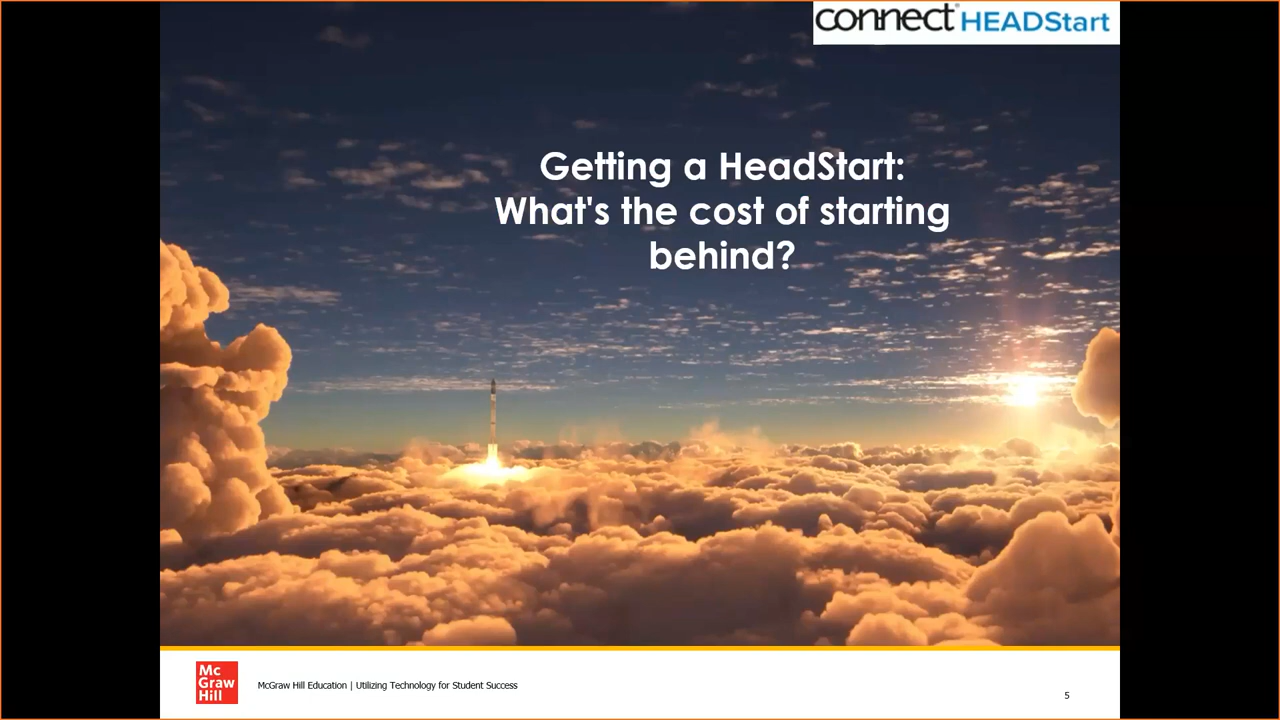 connect® HEADStart
Getting a HeadStart:
What's the cost of starting
behind?
Mc
Graw
Hill
McGraw Hill Education | Utilizing Technology for Student Success
5